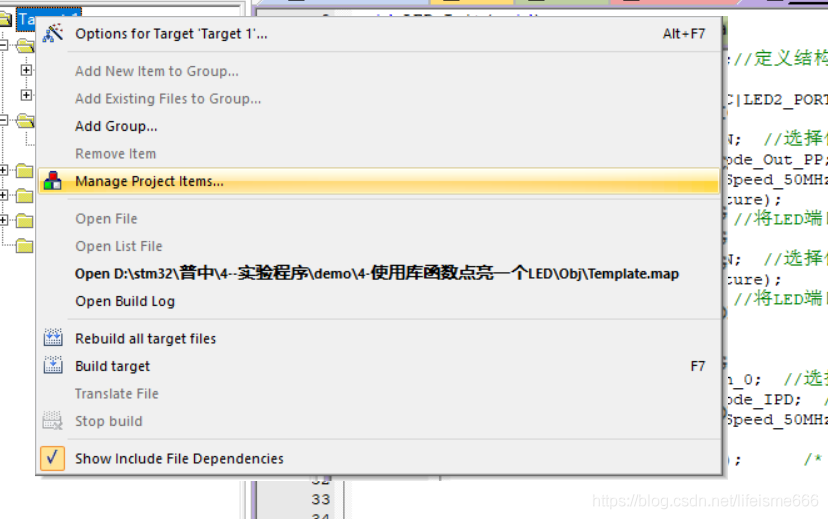 Target 1
Options for Target 'Target 1'... Alt+F7
;//定义结构
Add New Item to Group...
Add Existing Files to Group...
C|LED2_PORT
Add Group...
N; //选择
Remove Item
ode_Out_PP;
Manage Project Items...
Speed_50MHz
ture);
Open File
//将LED端
Open List File
N; //选择
Open D:\stm32\普中\4--实验程序\demo\4-使用库函数点亮一个LED\Obj\Template.map
ture);
Open Build Log
//将LED端
Rebuild all target files
Build target F7
n_0; //选
Translate File
ode_IPD; /
Stop build
Speed_50MHz
Show Include File Dependencies
); /*
32
33
34
https://blog.csdn.net/lifeisme666